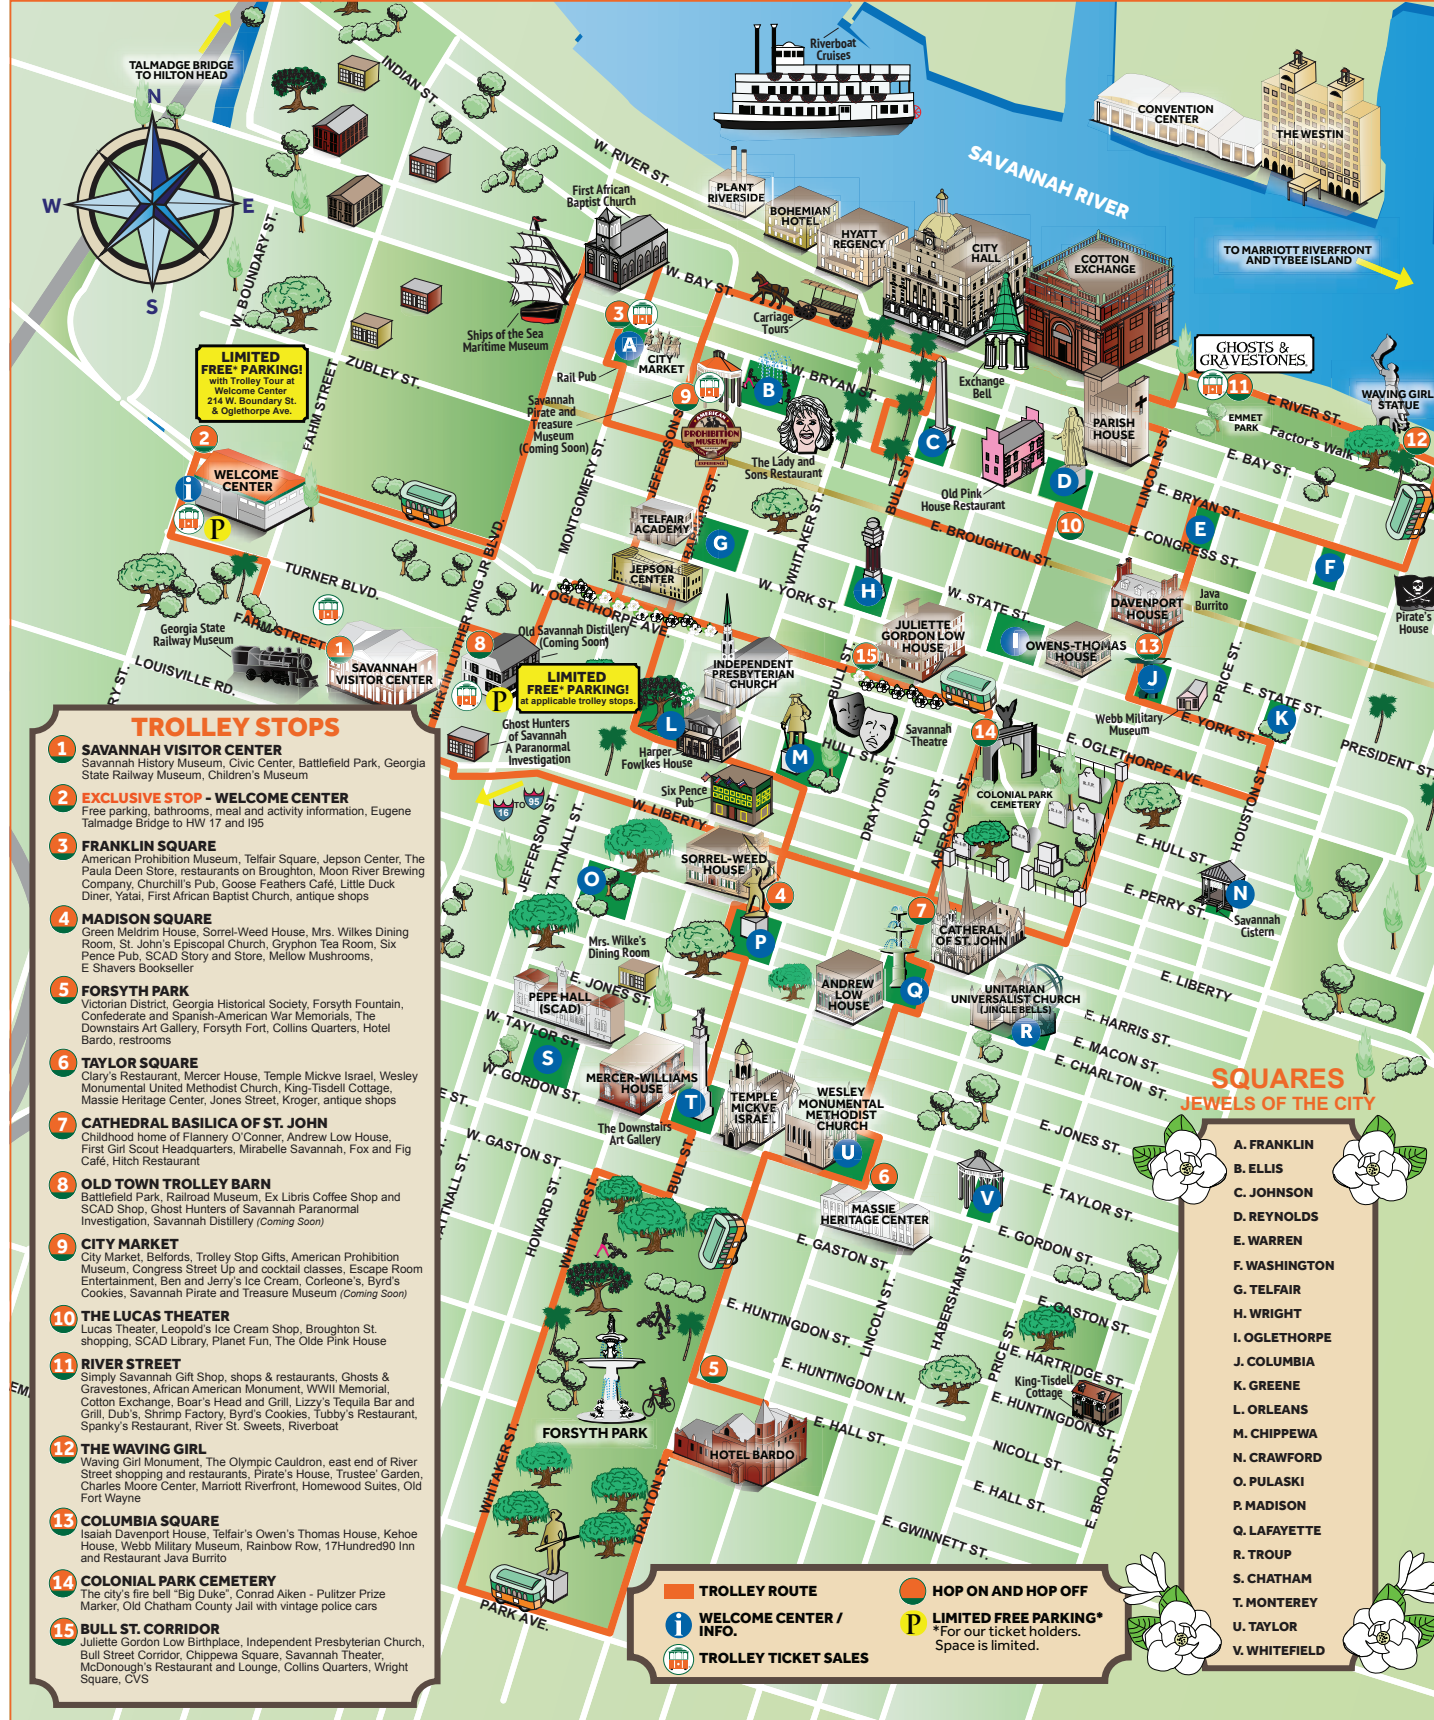 TALMADGE BRIDGE
TO HILTON HEAD
N
W
E
S
INDIAN ST.
W. RIVER ST.
Riverboat
Cruises
SAVANNAH RIVER
CONVENTION
CENTER
THE WESTIN
TO MARRIOTT RIVERFRONT
AND TYBEE ISLAND
PLANT
RIVERSIDE
BOHEMIAN
HOTEL
HYATT
REGENCY
CITY
HALL
COTTON
EXCHANGE
First African
Baptist Church
W. BOUNDARY ST.
W. BAY ST.
Carriage
Tours
Ships of the Sea
Maritime Museum
3
A
CITY
MARKET
Rail Pub
LIMITED
FREE* PARKING!
with Trolley Tour at
Welcome Center
214 W. Boundary St.
& Oglethorpe Ave.
ZUBLEY ST.
FAHM STREET
Savannah
Pirate and
Treasure
Museum
(Coming Soon)
9
B
W. BRYAN ST.
AMERICAN
PROHIBITION
MUSEUM
EXPERIENCE
The Lady and
Sons Restaurant
Exchange
Bell
C
GHOSTS &
GRAVESTONES
11
E RIVER ST.
EMMET
PARK
Factor's Walk
WAVING GIRL
STATUE
12
PARISH
HOUSE
Old Pink
House Restaurant
D
LINCOLN ST.
E. BAY ST.
E. BRYAN ST.
2
WELCOME
CENTER
i
P
MONTGOMERY ST.
JEFFERSON S
BARNARD ST.
WHITAKER ST.
BULL ST.
10
E. BROUGHTON ST.
E
E. CONGRESS ST.
F
TELFAIR
ACADEMY
G
JEPSON
CENTER
H
W. YORK ST.
W. STATE ST.
TURNER BLVD.
MARTIN LUTHER KING JR. BLVD.
W. OGLETHORPE AVE.
DAVENPORT
HOUSE
Java
Burrito
Pirate's
House
Georgia State
Railway Museum
FAHM STREET
1
SAVANNAH
VISITOR CENTER
LOUISVILLE RD.
RY ST.
8
Old Savannah Distillery
(Coming Soon)
P
LIMITED
FREE* PARKING!
at applicable trolley stops.
INDEPENDENT
PRESBYTERIAN
CHURCH
BULL ST.
15
JULIETTE
GORDON LOW
HOUSE
I
OWENS-THOMAS
HOUSE
13
J
PRICE ST.
E. STATE ST.
K
Webb Military
Museum
E. YORK ST.
PRESIDENT ST.
Ghost Hunters
of Savannah
A Paranormal
Investigation
L
Harper
Fowlkes House
M
HULL ST.
Savannah
Theatre
14
E. OGLETHORPE AVE.
COLONIAL PARK
CEMETERY
R.I.P.
16
TO
95
Six Pence
Pub
W. LIBERTY
DRAYTON ST.
FLOYD ST.
ABERCORN ST.
HOUSTON ST.
E. HULL ST.
E. PERRY ST.
N
Savannah
Cistern
JEFFERSON ST.
TATTNALL ST.
O
SORREL-WEED
HOUSE
4
P
7
CATHERAL
OF ST. JOHN
Mrs. Wilke's
Dining Room
E. JONES ST.
PEPE HALL
(SCAD)
ANDREW
LOW
HOUSE
Q
UNITARIAN
UNIVERSALIST CHURCH
(JINGLE BELLS)
R
E. LIBERTY
E. HARRIS ST.
E. MACON ST.
E. CHARLTON ST.
W. TAYLOR ST.
S
W. GORDON ST.
MERCER-WILLIAMS
HOUSE
T
TEMPLE
MICKVE
ISRAEL
WESLEY
MONUMENTAL
METHODIST
CHURCH
U
The Downstairs
Art Gallery
E ST.
W. GASTON ST.
BULL ST.
E. JONES ST.
6
MASSIE
HERITAGE CENTER
V
E. TAYLOR ST.
E. GORDON ST.
E. GASTON ST.
E. GASTON ST.
ATTNALL ST.
HOWARD ST.
WHITAKER ST.
E. HUNTINGDON ST.
LINCOLN ST.
HABERSHAM ST.
PRICE ST.
E. HARTRIDGE ST.
King-Tisdell
Cottage
5
E. HUNTINGDON LN.
E. HUNTINGDON ST.
FORSYTH PARK
HOTEL BARDO
E. HALL ST.
NICOLL ST.
E. HALL ST.
E. BROAD ST.
E. GWINNETT ST.
WHITAKER ST.
DRAYTON ST.
PARK AVE.
EM
TROLLEY STOPS
1 SAVANNAH VISITOR CENTER
Savannah History Museum, Civic Center, Battlefield Park, Georgia
State Railway Museum, Children's Museum
2 EXCLUSIVE STOP - WELCOME CENTER
Free parking, bathrooms, meal and activity information, Eugene
Talmadge Bridge to HW 17 and I95
3 FRANKLIN SQUARE
American Prohibition Museum, Telfair Square, Jepson Center, The
Paula Deen Store, restaurants on Broughton, Moon River Brewing
Company, Churchill's Pub, Goose Feathers Café, Little Duck
Diner, Yatai, First African Baptist Church, antique shops
4 MADISON SQUARE
Green Meldrim House, Sorrel-Weed House, Mrs. Wilkes Dining
Room, St. John's Episcopal Church, Gryphon Tea Room, Six
Pence Pub, SCAD Story and Store, Mellow Mushrooms,
E Shavers Bookseller
5 FORSYTH PARK
Victorian District, Georgia Historical Society, Forsyth Fountain,
Confederate and Spanish-American War Memorials, The
Downstairs Art Gallery, Forsyth Fort, Collins Quarters, Hotel
Bardo, restrooms
6 TAYLOR SQUARE
Clary's Restaurant, Mercer House, Temple Mickve Israel, Wesley
Monumental United Methodist Church, King-Tisdell Cottage,
Massie Heritage Center, Jones Street, Kroger, antique shops
7 CATHEDRAL BASILICA OF ST. JOHN
Childhood home of Flannery O'Conner, Andrew Low House,
First Girl Scout Headquarters, Mirabelle Savannah, Fox and Fig
Café, Hitch Restaurant
8 OLD TOWN TROLLEY BARN
Battlefield Park, Railroad Museum, Ex Libris Coffee Shop and
SCAD Shop, Ghost Hunters of Savannah Paranormal
Investigation, Savannah Distillery (Coming Soon)
9 CITY MARKET
City Market, Belfords, Trolley Stop Gifts, American Prohibition
Museum, Congress Street Up and cocktail classes, Escape Room
Entertainment, Ben and Jerry's Ice Cream, Corleone's, Byrd's
Cookies, Savannah Pirate and Treasure Museum (Coming Soon)
10 THE LUCAS THEATER
Lucas Theater, Leopold's Ice Cream Shop, Broughton St.
shopping, SCAD Library, Planet Fun, The Olde Pink House
11 RIVER STREET
Simply Savannah Gift Shop, shops & restaurants, Ghosts &
Gravestones, African American Monument, WWII Memorial,
Cotton Exchange, Boar's Head and Grill, Lizzy's Tequila Bar and
Grill, Dub's, Shrimp Factory, Byrd's Cookies, Tubby's Restaurant,
Spanky's Restaurant, River St. Sweets, Riverboat
12 THE WAVING GIRL
Waving Girl Monument, The Olympic Cauldron, east end of River
Street shopping and restaurants, Pirate's House, Trustee' Garden,
Charles Moore Center, Marriott Riverfront, Homewood Suites, Old
Fort Wayne
13 COLUMBIA SQUARE
Isaiah Davenport House, Telfair's Owen's Thomas House, Kehoe
House, Webb Military Museum, Rainbow Row, 17Hundred90 Inn
and Restaurant Java Burrito
14 COLONIAL PARK CEMETERY
The city's fire bell "Big Duke", Conrad Aiken - Pulitzer Prize
Marker, Old Chatham County Jail with vintage police cars
15 BULL ST. CORRIDOR
Juliette Gordon Low Birthplace, Independent Presbyterian Church,
Bull Street Corridor, Chippewa Square, Savannah Theater,
McDonough's Restaurant and Lounge, Collins Quarters, Wright
Square, CVS
SQUARES
JEWELS OF THE CITY
A. FRANKLIN
B. ELLIS
C. JOHNSON
D. REYNOLDS
E. WARREN
F. WASHINGTON
G. TELFAIR
H. WRIGHT
I. OGLETHORPE
J. COLUMBIA
K. GREENE
L. ORLEANS
M. CHIPPEWA
N. CRAWFORD
O. PULASKI
P. MADISON
Q. LAFAYETTE
R. TROUP
S. CHATHAM
T. MONTEREY
U. TAYLOR
V. WHITEFIELD
TROLLEY ROUTE
i WELCOME CENTER /
INFO.
TROLLEY TICKET SALES
HOP ON AND HOP OFF
P LIMITED FREE PARKING*
*For our ticket holders.
Space is limited.